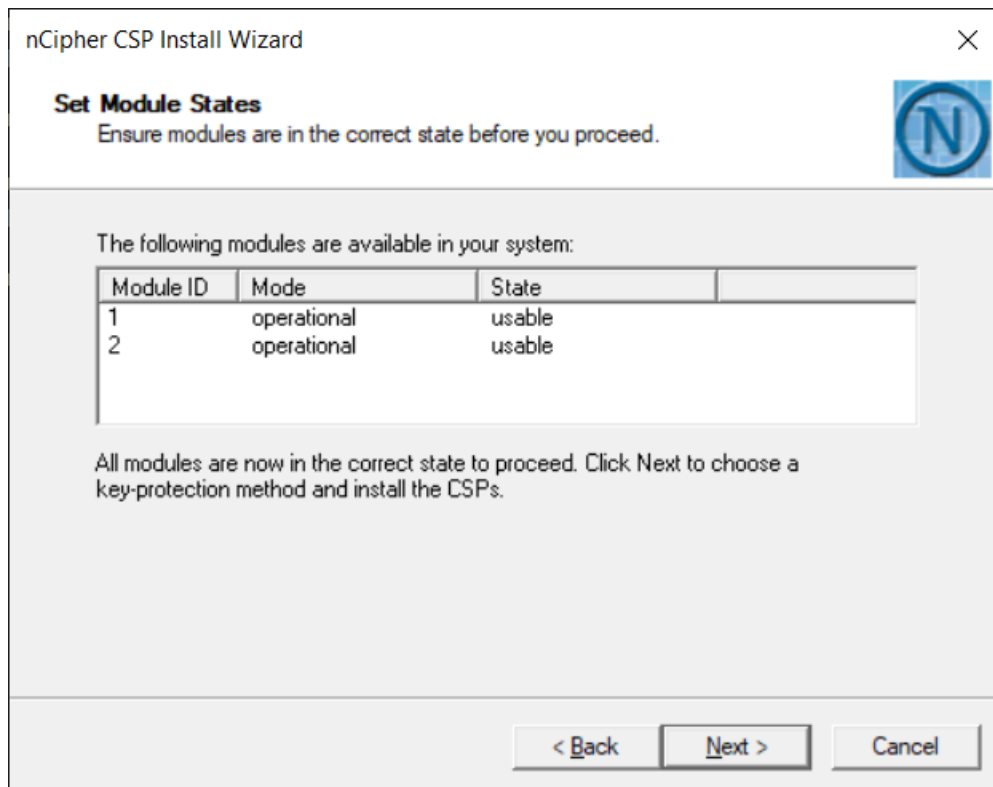 nCipher CSP Install Wizard
Set Module States
Ensure modules are in the correct state before you proceed.
N
The following modules are available in your system:
Module ID Mode State
1 operational usable
2 operational usable
All modules are now in the correct state to proceed. Click Next to choose a
key-protection method and install the CSPs.
< Back Next > Cancel